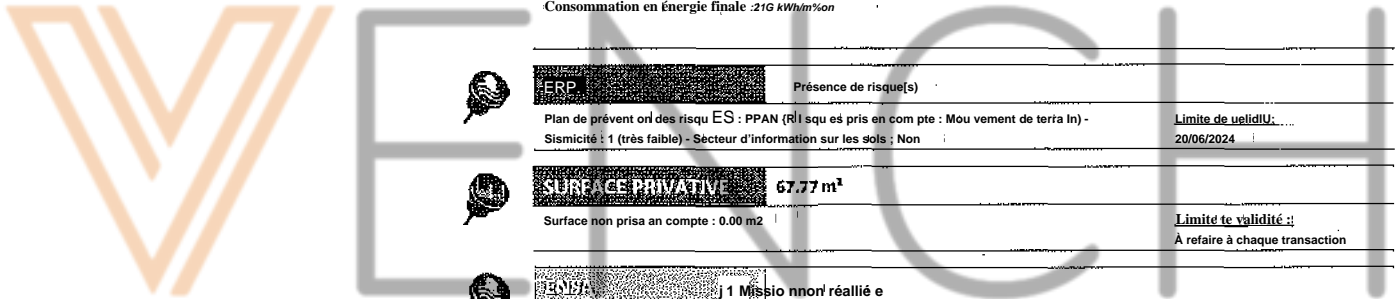 Consommation en énergie finale :21G kWh/m%on
ERP.
Présence de risque[s]
Plan de prévent on des risqu ES : PPAN {R I squ es pris en com pte : Mou vement de terra In) -
Limite de uelidIU:
Sismicité : 1 (très faible) - Secteur d'information sur les sols ; Non
20/06/2024
SURFACE PRIVATIVE
67.77 m²
Surface non prisa an compte : 0.00 m2
Limite te validité :
À refaire à chaque transaction
j 1 Missio nnon réallié e
VENCH